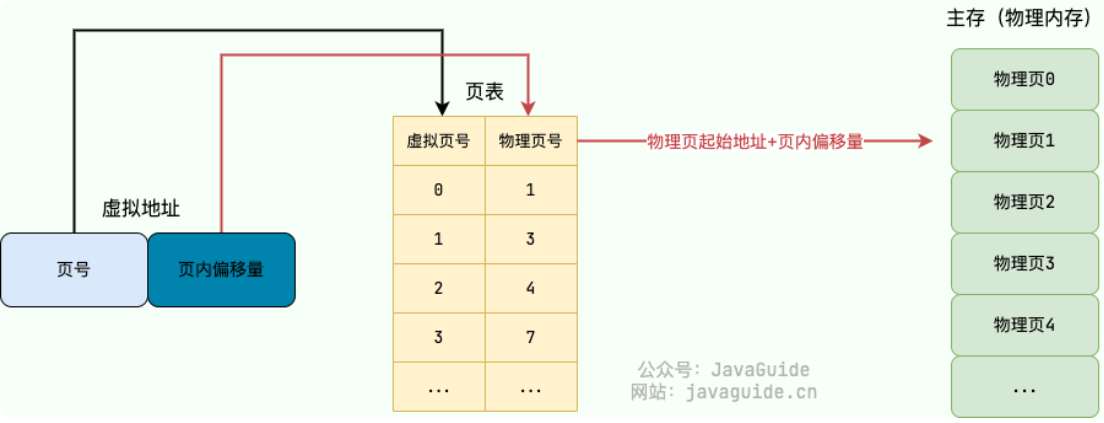 主存（物理内存）
物理页0
页表
虚拟页号 物理页号
物理页起始地址+页内偏移量
物理页1
0 1
物理页2
虚拟地址
1 3
页号 页内偏移量
物理页3
2 4
3 7
物理页4
... ...
...
公众号：JavaGuide
网站：javaguide.cn